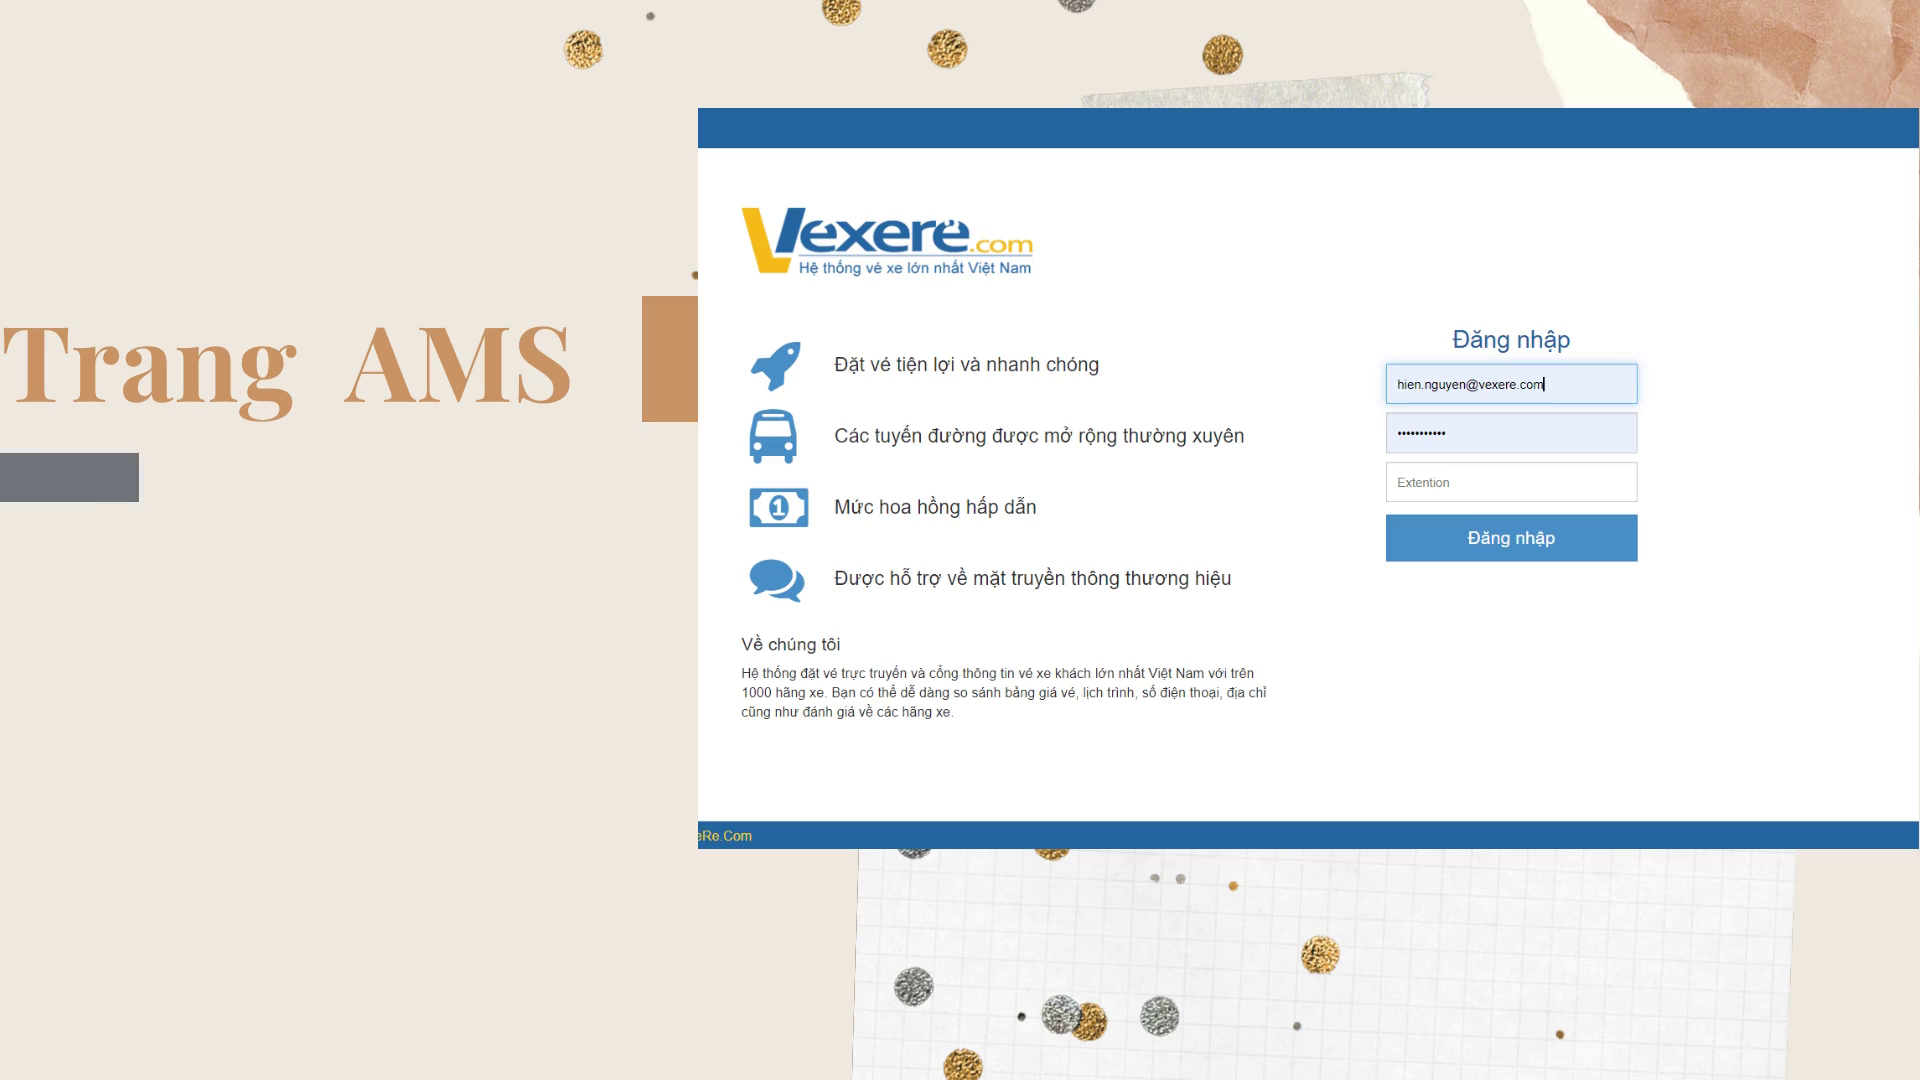 Trang AMS
Vexere.com
Hệ thống vé xe lớn nhất Việt Nam
Đặt vé tiện lợi và nhanh chóng
Các tuyến đường được mở rộng thường xuyên
1
Mức hoa hồng hấp dẫn
Được hỗ trợ về mặt truyền thông thương hiệu
Về chúng tôi
Hệ thống đặt vé trực truyến và cổng thông tin vé xe khách lớn nhất Việt Nam với trên
1000 hãng xe. Bạn có thể dễ dàng so sánh bảng giá vé, lịch trình, số điện thoại, địa chỉ
cũng như đánh giá về các hãng xe.
Đăng nhập
hien.nguyen@vexere.com
•••••••••••
Extention
Đăng nhập
eRe.Com